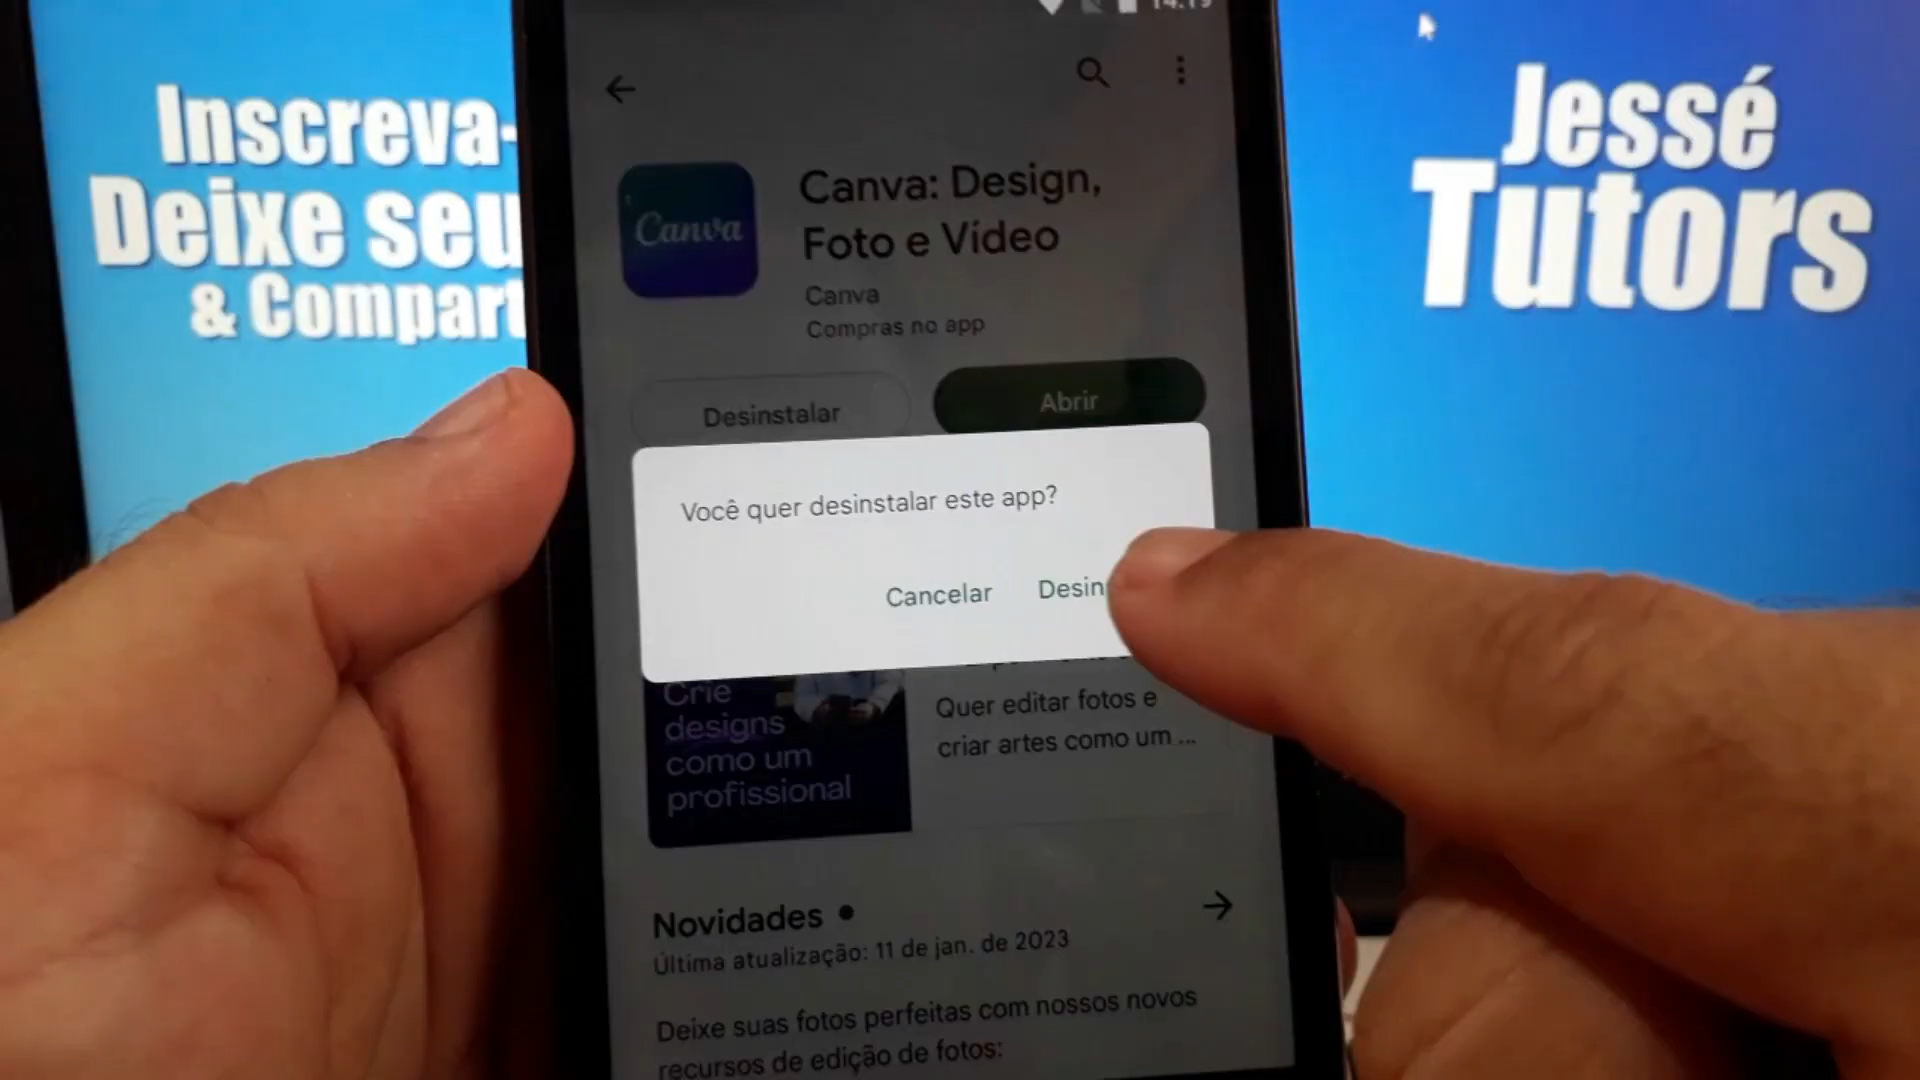 Inscreva-
Deixe seu
& Compart
Jessé
Tutors
14:19
Canva
Canva: Design,
Foto e Vídeo
Canva
Compras no app
Desinstalar
Abrir
Você quer desinstalar este app?
Cancelar
Desin
Crie
designs
como um
profissional
Quer editar fotos e
criar artes como um ...
Novidades •
Última atualização: 11 de jan. de 2023
Deixe suas fotos perfeitas com nossos novos
recursos de edição de fotos: